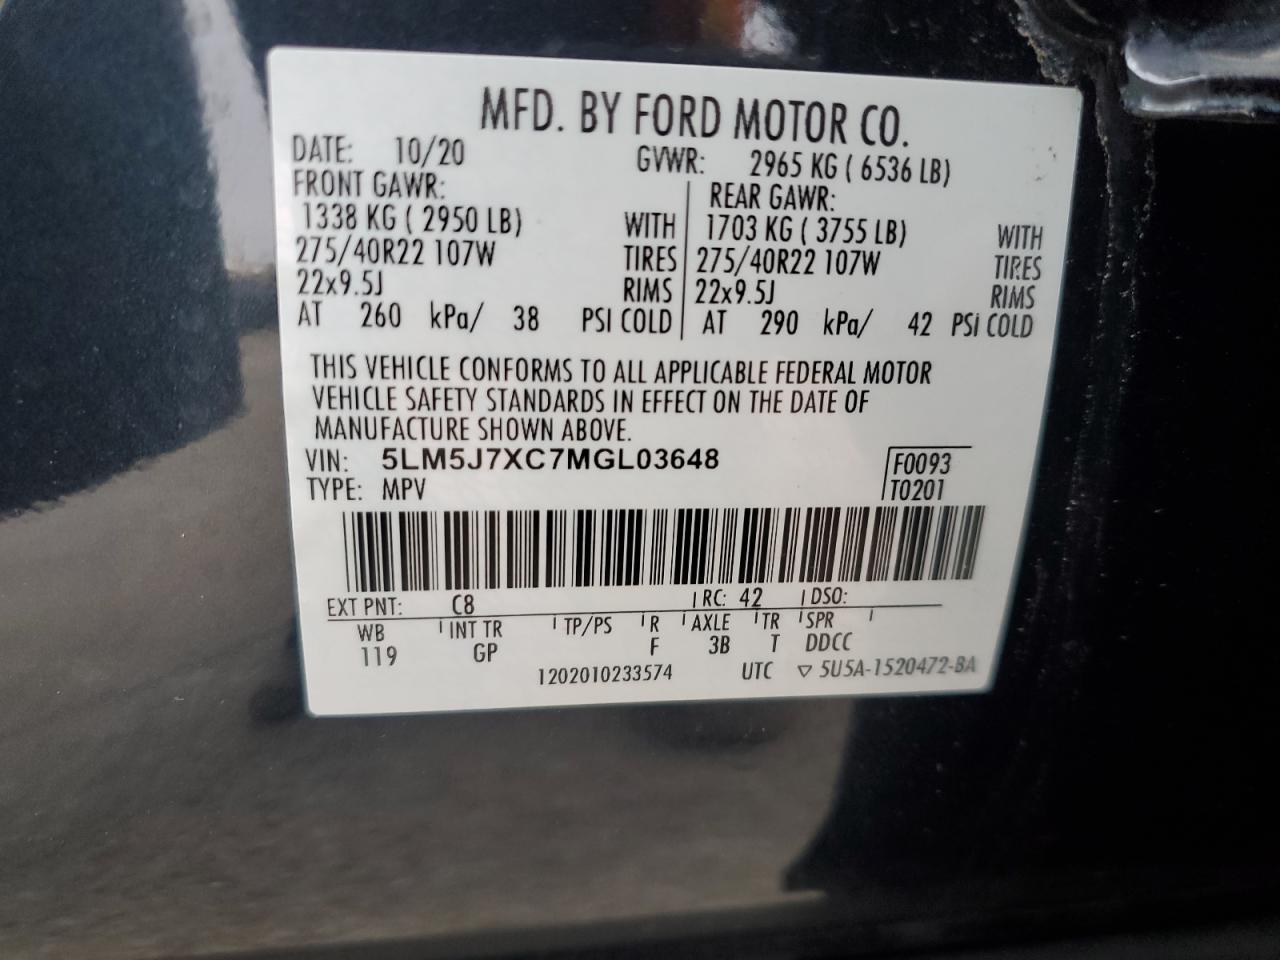 MFD. BY FORD MOTOR CO.
DATE: 10/20 GVWR: 2965 KG ( 6536 LB)
FRONT GAWR: REAR GAWR:
1338 KG ( 2950 LB) WITH 1703 KG ( 3755 LB) WITH
275/40R22 107W TIRES 275/40R22 107W TIRES
22x9.5J RIMS 22x9.5J RIMS
AT 260 kPa/ 38 PSI COLD AT 290 kPa/ 42 PSI COLD
THIS VEHICLE CONFORMS TO ALL APPLICABLE FEDERAL MOTOR
VEHICLE SAFETY STANDARDS IN EFFECT ON THE DATE OF
MANUFACTURE SHOWN ABOVE.
VIN: 5LM5J7XC7MGL03648 F0093
TYPE: MPV T0201
EXT PNT: C8 RC: 42 DSO:
WB INT TR TP/PS R AXLE TR SPR
119 GP F 3B T DDCC
1202010233574 UTC ▽ 5U5A-1520472-BA